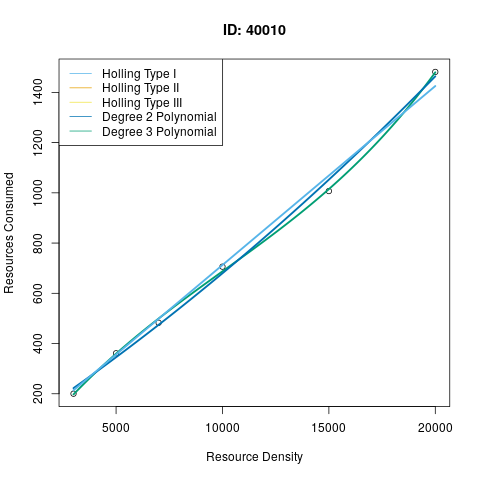 ID: 40010
Holling Type I
Holling Type II
Holling Type III
Degree 2 Polynomial
Degree 3 Polynomial
Resources Consumed
1400
1200
1000
800
600
400
200
5000 10000 15000 20000
Resource Density